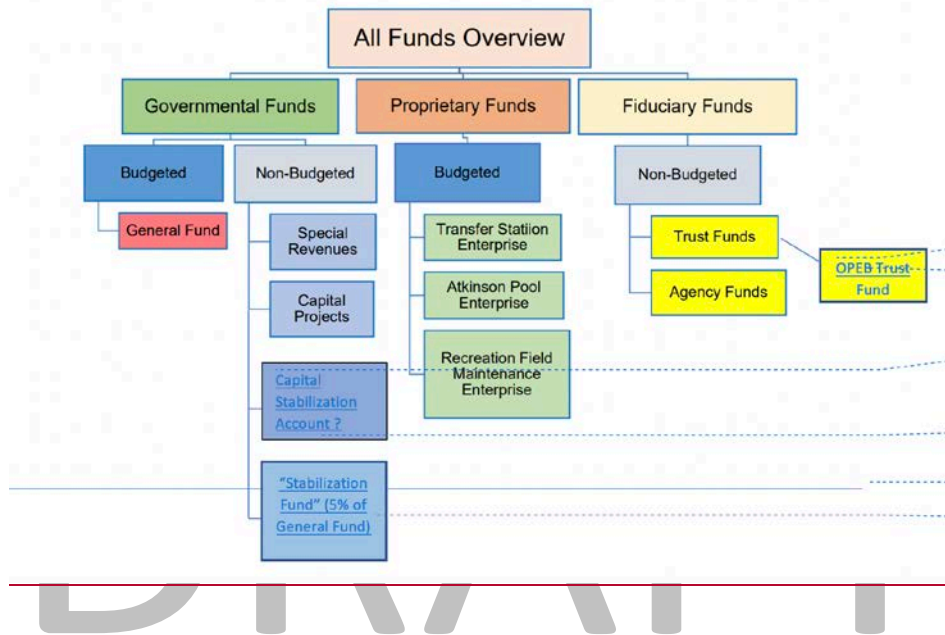 All Funds Overview
Governmental Funds
Proprietary Funds
Fiduciary Funds
Budgeted
Non-Budgeted
Budgeted
Non-Budgeted
General Fund
Special
Revenues
Capital
Projects
Capital
Stabilization
Account ?
"Stabilization
Fund" (5% of
General Fund)
Transfer Station
Enterprise
Atkinson Pool
Enterprise
Recreation Field
Maintenance
Enterprise
Trust Funds
Agency Funds
OPEB Trust
Fund
DRAFT